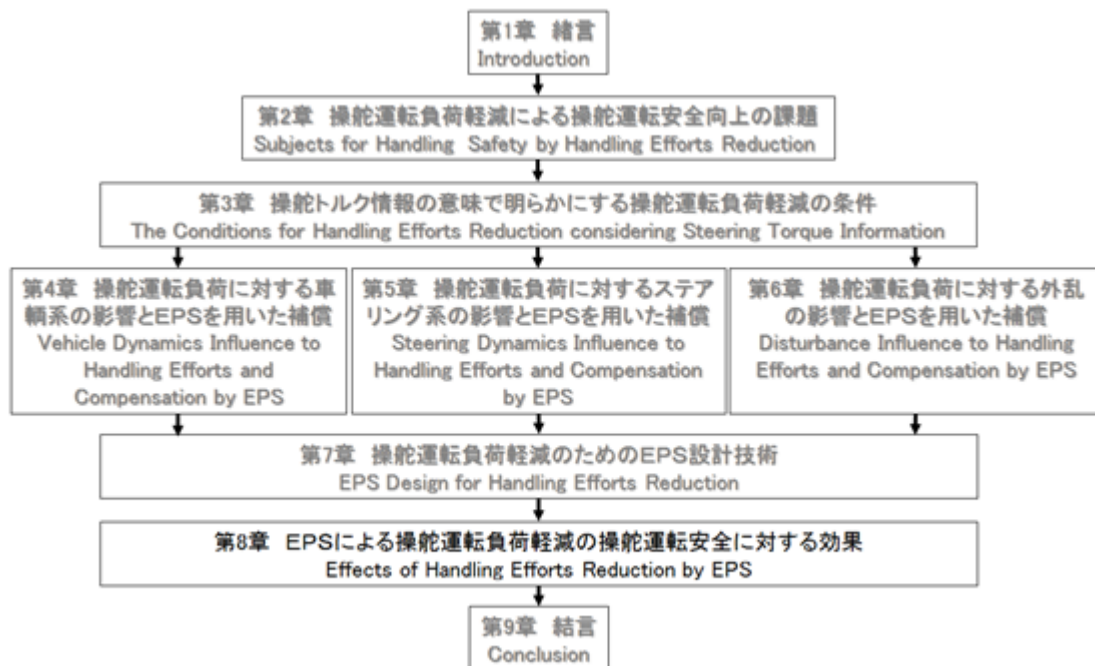 第1章 緒言
Introduction
第2章 操舵運転負荷軽減による操舵運転安全向上の課題
Subjects for Handling Safety by Handling Efforts Reduction
第3章 操舵トルク情報の意味で明らかにする操舵運転負荷軽減の条件
The Conditions for Handling Efforts Reduction considering Steering Torque Information
第4章 操舵運転負荷に対する車
輌系の影響とEPSを用いた補償
Vehicle Dynamics Influence to
Handling Efforts and
Compensation by EPS
第5章 操舵運転負荷に対するステア
リング系の影響とEPSを用いた補償
Steering Dynamics Influence to
Handling Efforts and Compensation
by EPS
第6章 操舵運転負荷に対する外乱
の影響とEPSを用いた補償
Disturbance Influence to Handling
Efforts and Compensation by EPS
第7章 操舵運転負荷軽減のためのEPS設計技術
EPS Design for Handling Efforts Reduction
第8章 EPSによる操舵運転負荷軽減の操舵運転安全に対する効果
Effects of Handling Efforts Reduction by EPS
第9章 結言
Conclusion